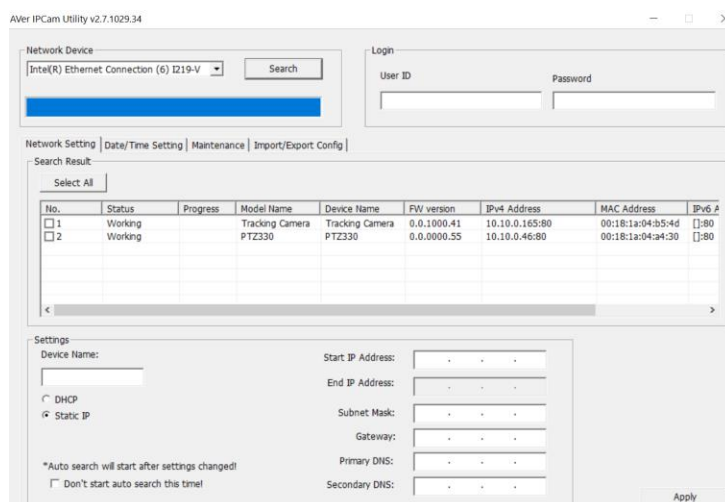 AVer IPCam Utility v2.7.1029.34
Network Device
Intel(R) Ethernet Connection (6) I219-V
Search
Login
User ID
Password
Network Setting Date/Time Setting Maintenance Import/Export Config
Search Result
Select All
No. Status Progress Model Name Device Name FW version IPv4 Address MAC Address IPv6 A
1 Working Tracking Camera Tracking Camera 0.0.1000.41 10.10.0.165:80 00:18:1a:04:b5:4d []:80
2 Working PTZ330 PTZ330 0.0.0000.55 10.10.0.46:80 00:18:1a:04:a4:30 []:80
Settings
Device Name:
DHCP
Static IP
*Auto search will start after settings changed!
Don't start auto search this time!
Start IP Address:
End IP Address:
Subnet Mask:
Gateway:
Primary DNS:
Secondary DNS:
Apply